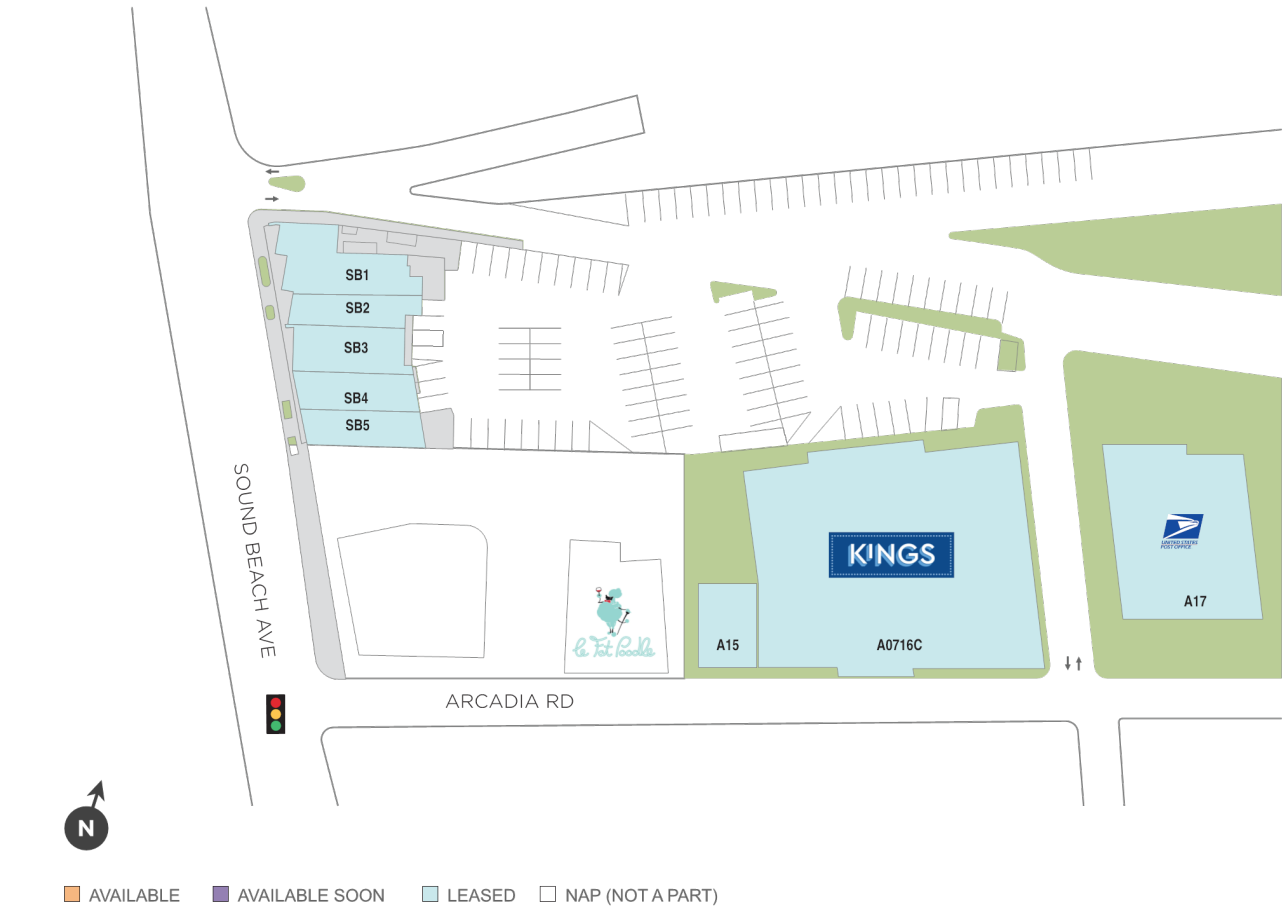 SB1
SB2
SB3
SB4
SB5
SOUND BEACH AVE
KINGS
UNITED STATES
POST OFFICE
A17
le Fat Poodle
A15
A0716C
ARCADIA RD
N
AVAILABLE
AVAILABLE SOON
LEASED
NAP (NOT A PART)